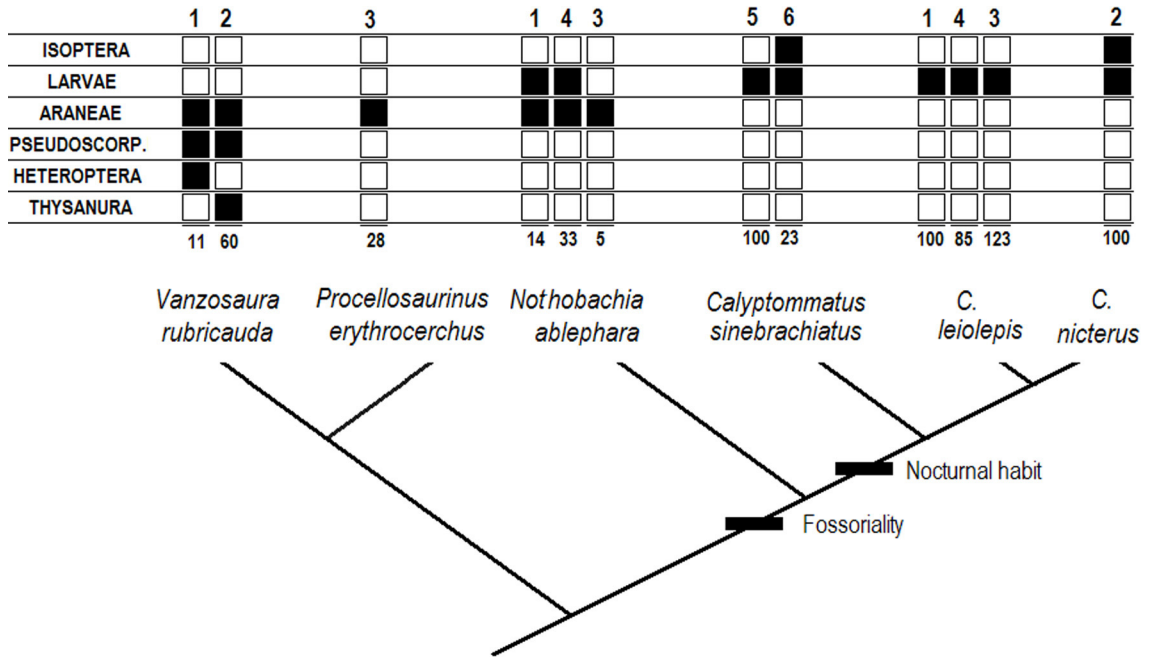 1 2 3 1 4 3 5 6 1 4 3 2
ISOPTERA
LARVAE
ARANEAE
PSEUDOSCORP.
HETEROPTERA
THYSANURA
11 60 28 14 33 5 100 23 100 85 123 100
Vanzosaura rubricauda
Procellosaurinus erythrocerchus
Nothobachia ablephara
Calyptommatus sinebrachiatus
C. leiolepis
C. nicterus
Nocturnal habit
Fossoriality